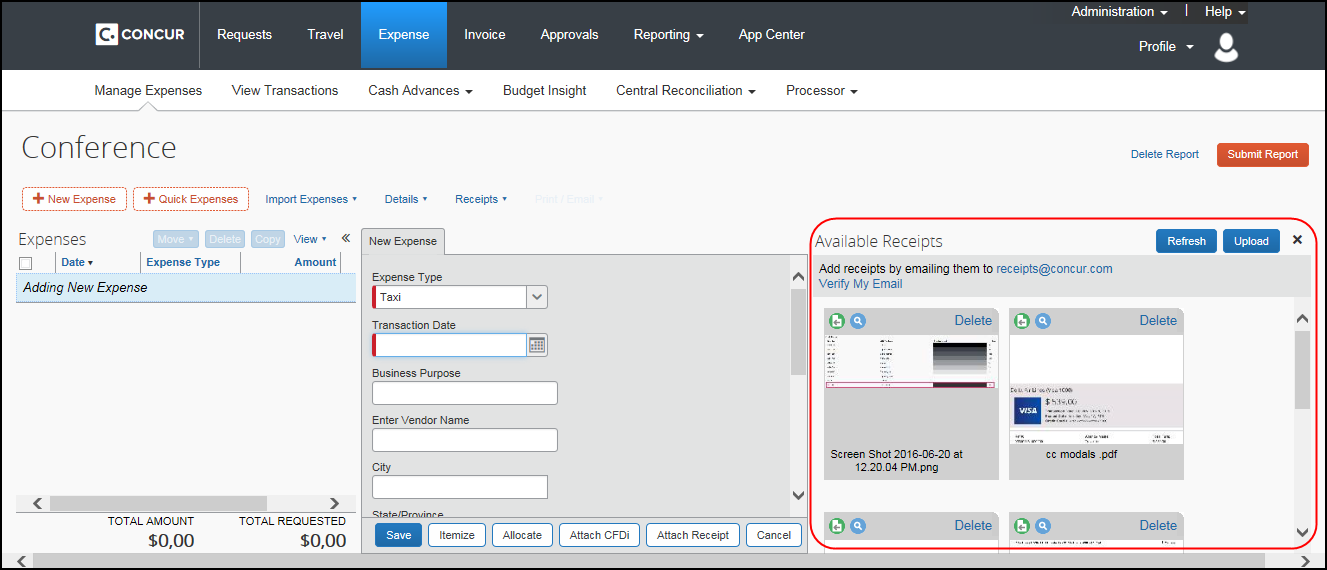 Administration | Help
C. CONCUR Requests Travel Expense Invoice Approvals Reporting App Center
Profile
Manage Expenses View Transactions Cash Advances Budget Insight Central Reconciliation Processor
Conference
Delete Report Submit Report
+ New Expense + Quick Expenses Import Expenses Details Receipts Print / Email
Expenses Move Delete Copy View «
Date Expense Type Amount
Adding New Expense
TOTAL AMOUNT TOTAL REQUESTED
$0,00 $0,00
New Expense
Expense Type
Taxi
Transaction Date
Business Purpose
Enter Vendor Name
City
State/Province
Save Itemize Allocate Attach CFDi Attach Receipt Cancel
Available Receipts Refresh Upload ×
Add receipts by emailing them to receipts@concur.com
Verify My Email
Delete Delete
VISA
Screen Shot 2016-06-20 at
12.20.04 PM.png
cc modals .pdf
Delete Delete